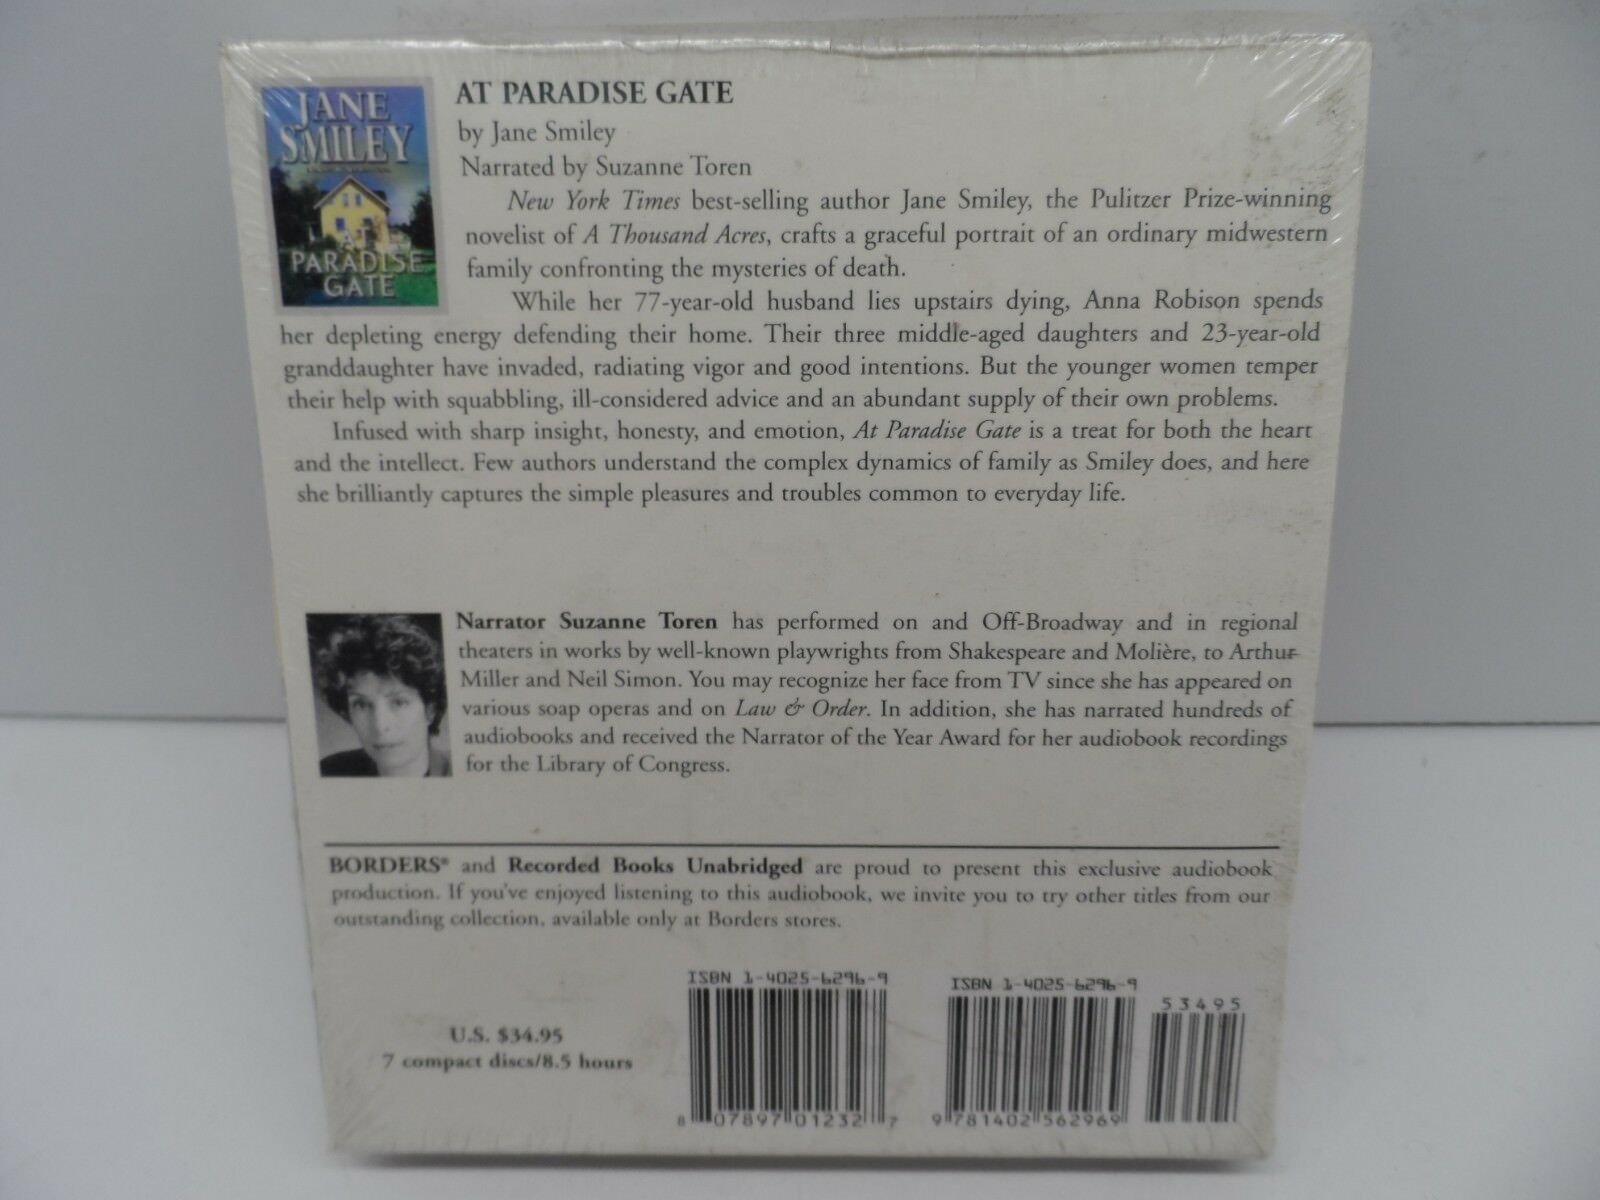 JANE
SMILEY
PARADISE
GATE
AT PARADISE GATE
by Jane Smiley
Narrated by Suzanne Toren
New York Times best-selling author Jane Smiley, the Pulitzer Prize-winning
novelist of A Thousand Acres, crafts a graceful portrait of an ordinary midwestern
family confronting the mysteries of death.
While her 77-year-old husband lies upstairs dying, Anna Robison spends
her depleting energy defending their home. Their three middle-aged daughters and 23-year-old
granddaughter have invaded, radiating vigor and good intentions. But the younger women temper
their help with squabbling, ill-considered advice and an abundant supply of their own problems.
Infused with sharp insight, honesty, and emotion, At Paradise Gate is a treat for both the heart
and the intellect. Few authors understand the complex dynamics of family as Smiley does, and here
she brilliantly captures the simple pleasures and troubles common to everyday life.
Narrator Suzanne Toren has performed on and Off-Broadway and in regional
theaters in works by well-known playwrights from Shakespeare and Molière, to Arthur
Miller and Neil Simon. You may recognize her face from TV since she has appeared on
various soap operas and on Law & Order. In addition, she has narrated hundreds of
audiobooks and received the Narrator of the Year Award for her audiobook recordings
for the Library of Congress.
BORDERS® and Recorded Books Unabridged are proud to present this exclusive audiobook
production. If you've enjoyed listening to this audiobook, we invite you to try other titles from our
outstanding collection, available only at Borders stores.
U.S. $34.95
7 compact discs/8.5 hours
ISBN 1-4025-6296-9
8 07897 01232 7
ISBN 1-4025-6296-9
53495
9 781402 562969